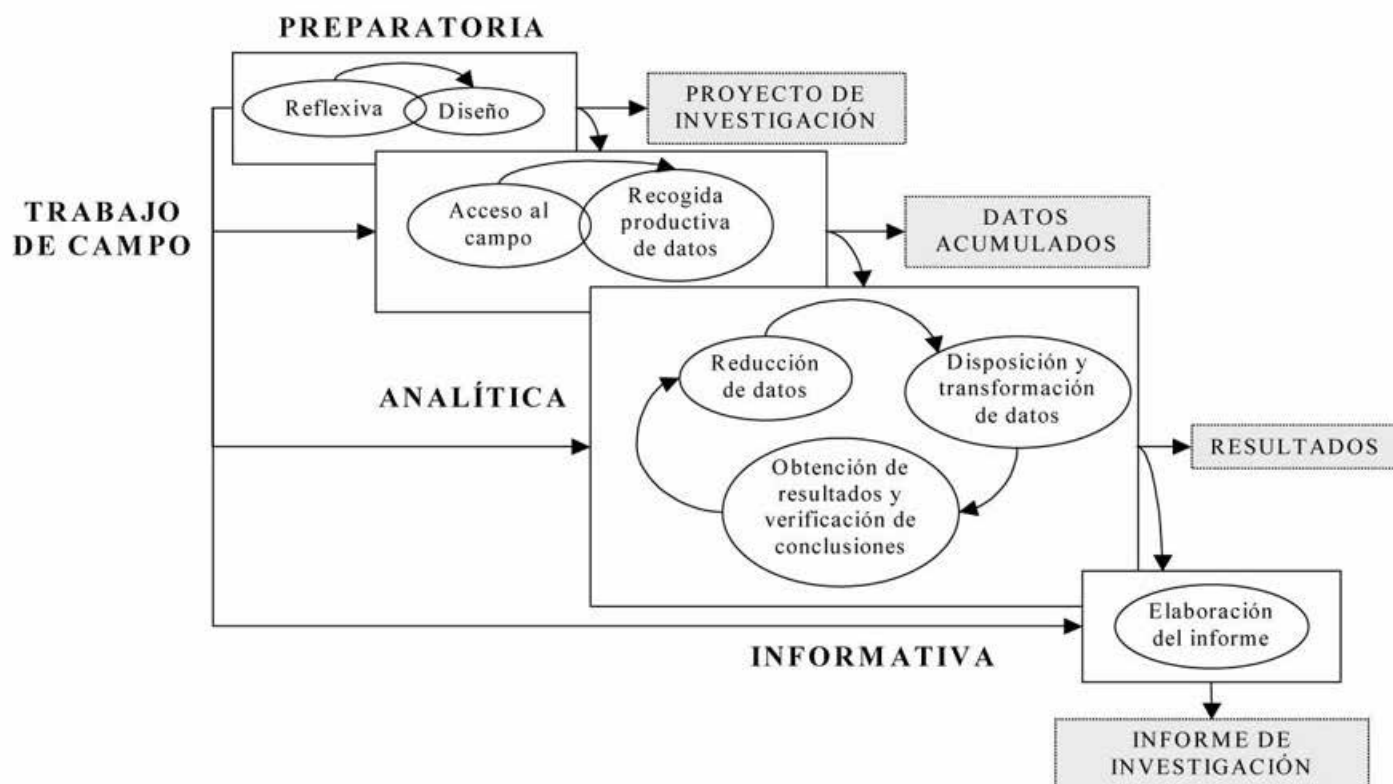 PREPARATORIA
Reflexiva
Diseño
PROYECTO DE
INVESTIGACIÓN
TRABAJO
DE CAMPO
Acceso al
campo
Recogida
productiva
de datos
DATOS
ACUMULADOS
ANALÍTICA
Reducción
de datos
Disposición y
transformación
de datos
Obtención de
resultados y
verificación de
conclusiones
RESULTADOS
INFORMATIVA
Elaboración
del informe
INFORME DE
INVESTIGACIÓN